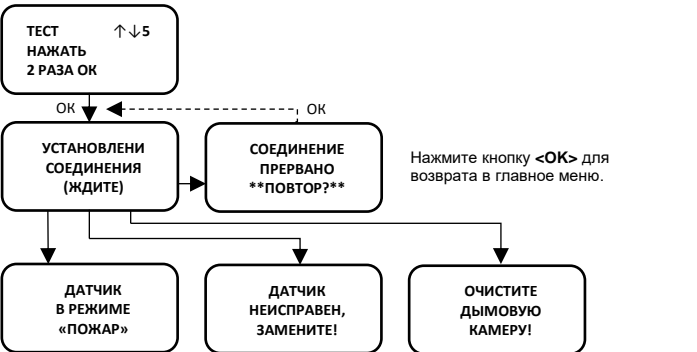 ТЕСТ ↑↓5
НАЖАТЬ
2 РАЗА ОК
ОК
ОК
УСТАНОВЛЕНИ
СОЕДИНЕНИЯ
(ЖДИТЕ)
СОЕДИНЕНИЕ
ПРЕРВАНО
**ПОВТОР?**
Нажмите кнопку <ОК> для
возврата в главное меню.
ДАТЧИК
В РЕЖИМЕ
«ПОЖАР»
ДАТЧИК
НЕИСПРАВЕН,
ЗАМЕНИТЕ!
ОЧИСТИТЕ
ДЫМОВУЮ
КАМЕРУ!